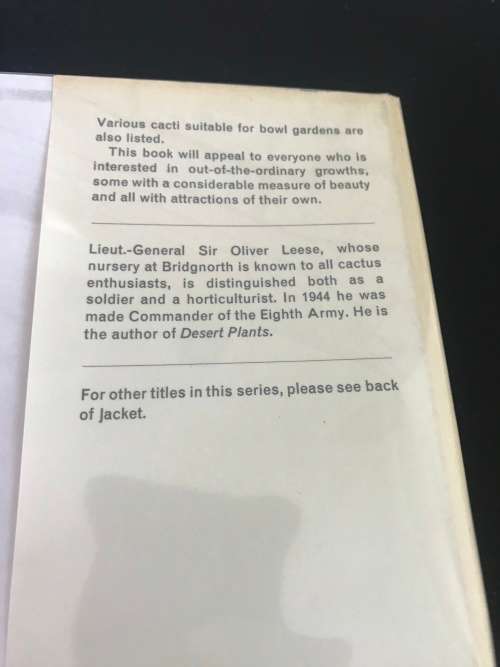 Various cacti suitable for bowl gardens are
also listed.
This book will appeal to everyone who is
interested in out-of-the-ordinary growths,
some with a considerable measure of beauty
and all with attractions of their own.
Lieut.-General Sir Oliver Leese, whose
nursery at Bridgnorth is known to all cactus
enthusiasts, is distinguished both as a
soldier and a horticulturist. In 1944 he was
made Commander of the Eighth Army. He is
the author of Desert Plants.
For other titles in this series, please see back
of Jacket.